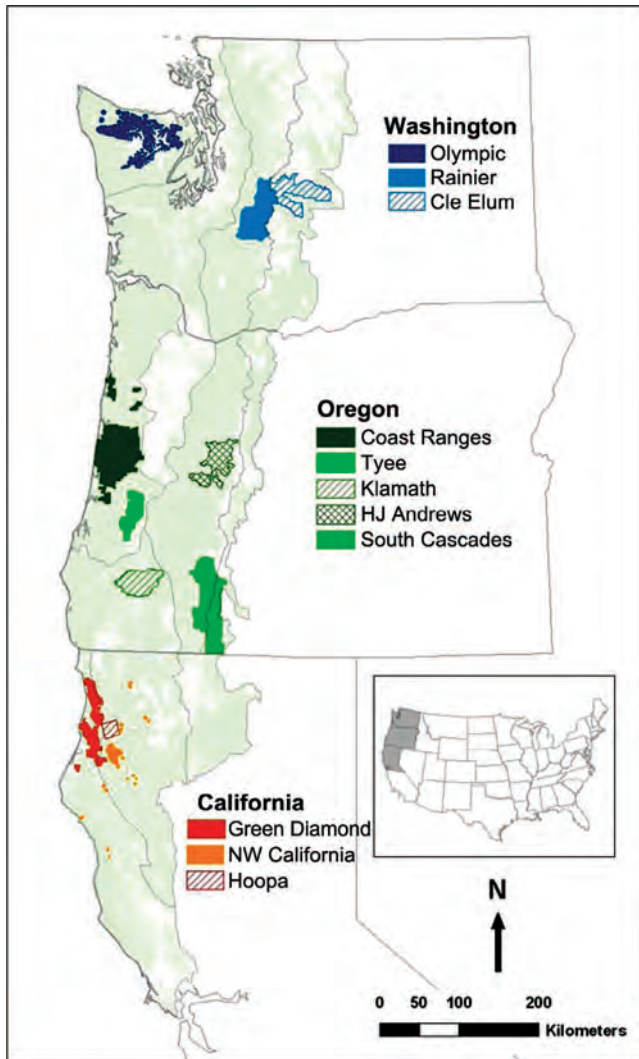 Washington
Olympic
Rainier
Cle Elum
Oregon
Coast Ranges
Tyee
Klamath
HJ Andrews
South Cascades
California
Green Diamond
NW California
Hoopa
N
0 50 100 200
Kilometers